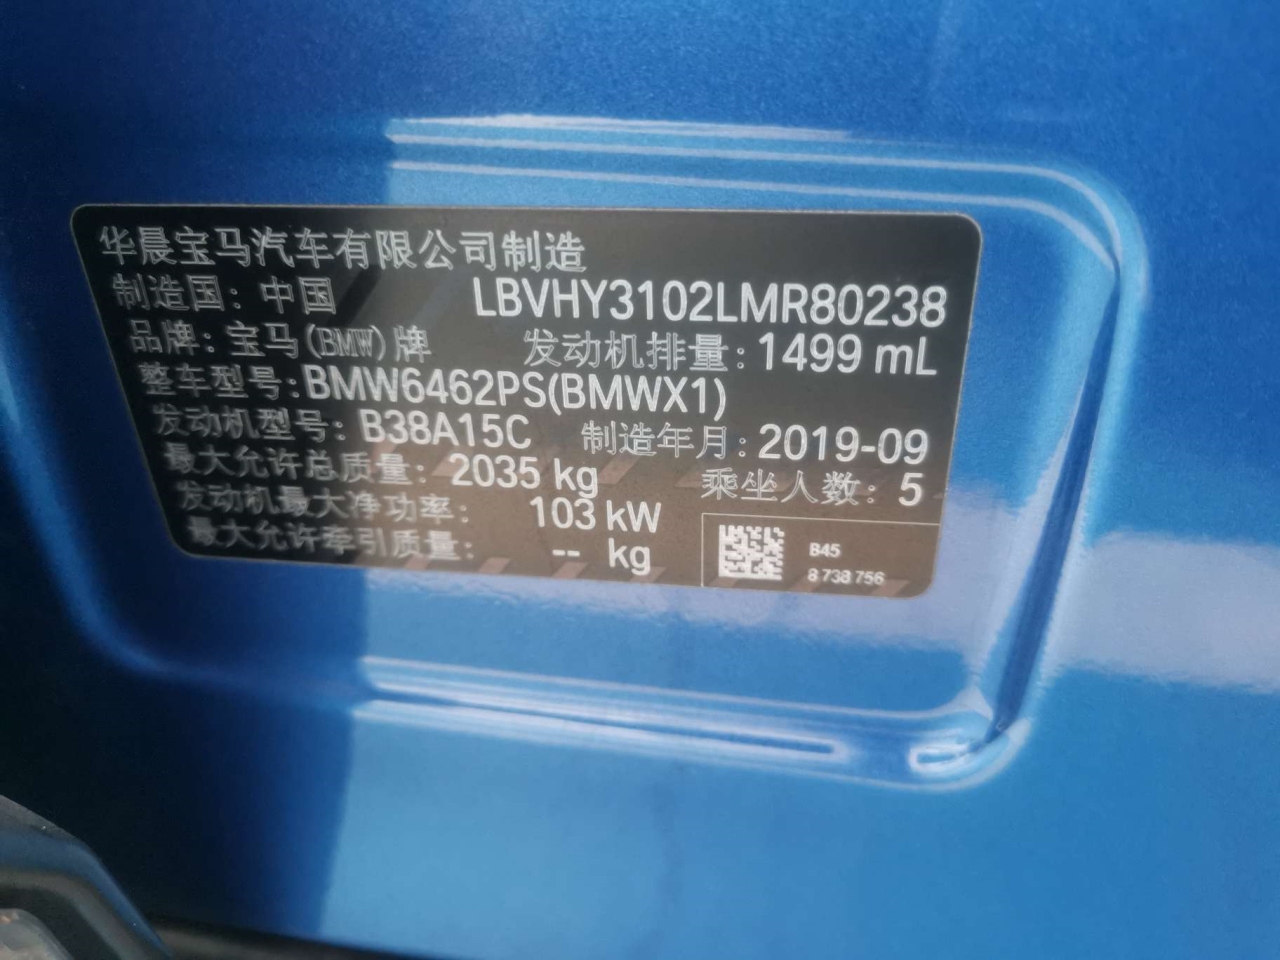 华晨宝马汽车有限公司制造
制造国：中国 LBVHY3102LMR80238
品牌：宝马(BMW)牌 发动机排量：1499 mL
整车型号：BMW6462PS(BMWX1)
发动机型号：B38A15C 制造年月：2019-09
最大允许总质量：2035 kg 乘坐人数：5
发动机最大净功率：103 kW
最大允许牵引质量：-- kg
B45
8 738 756